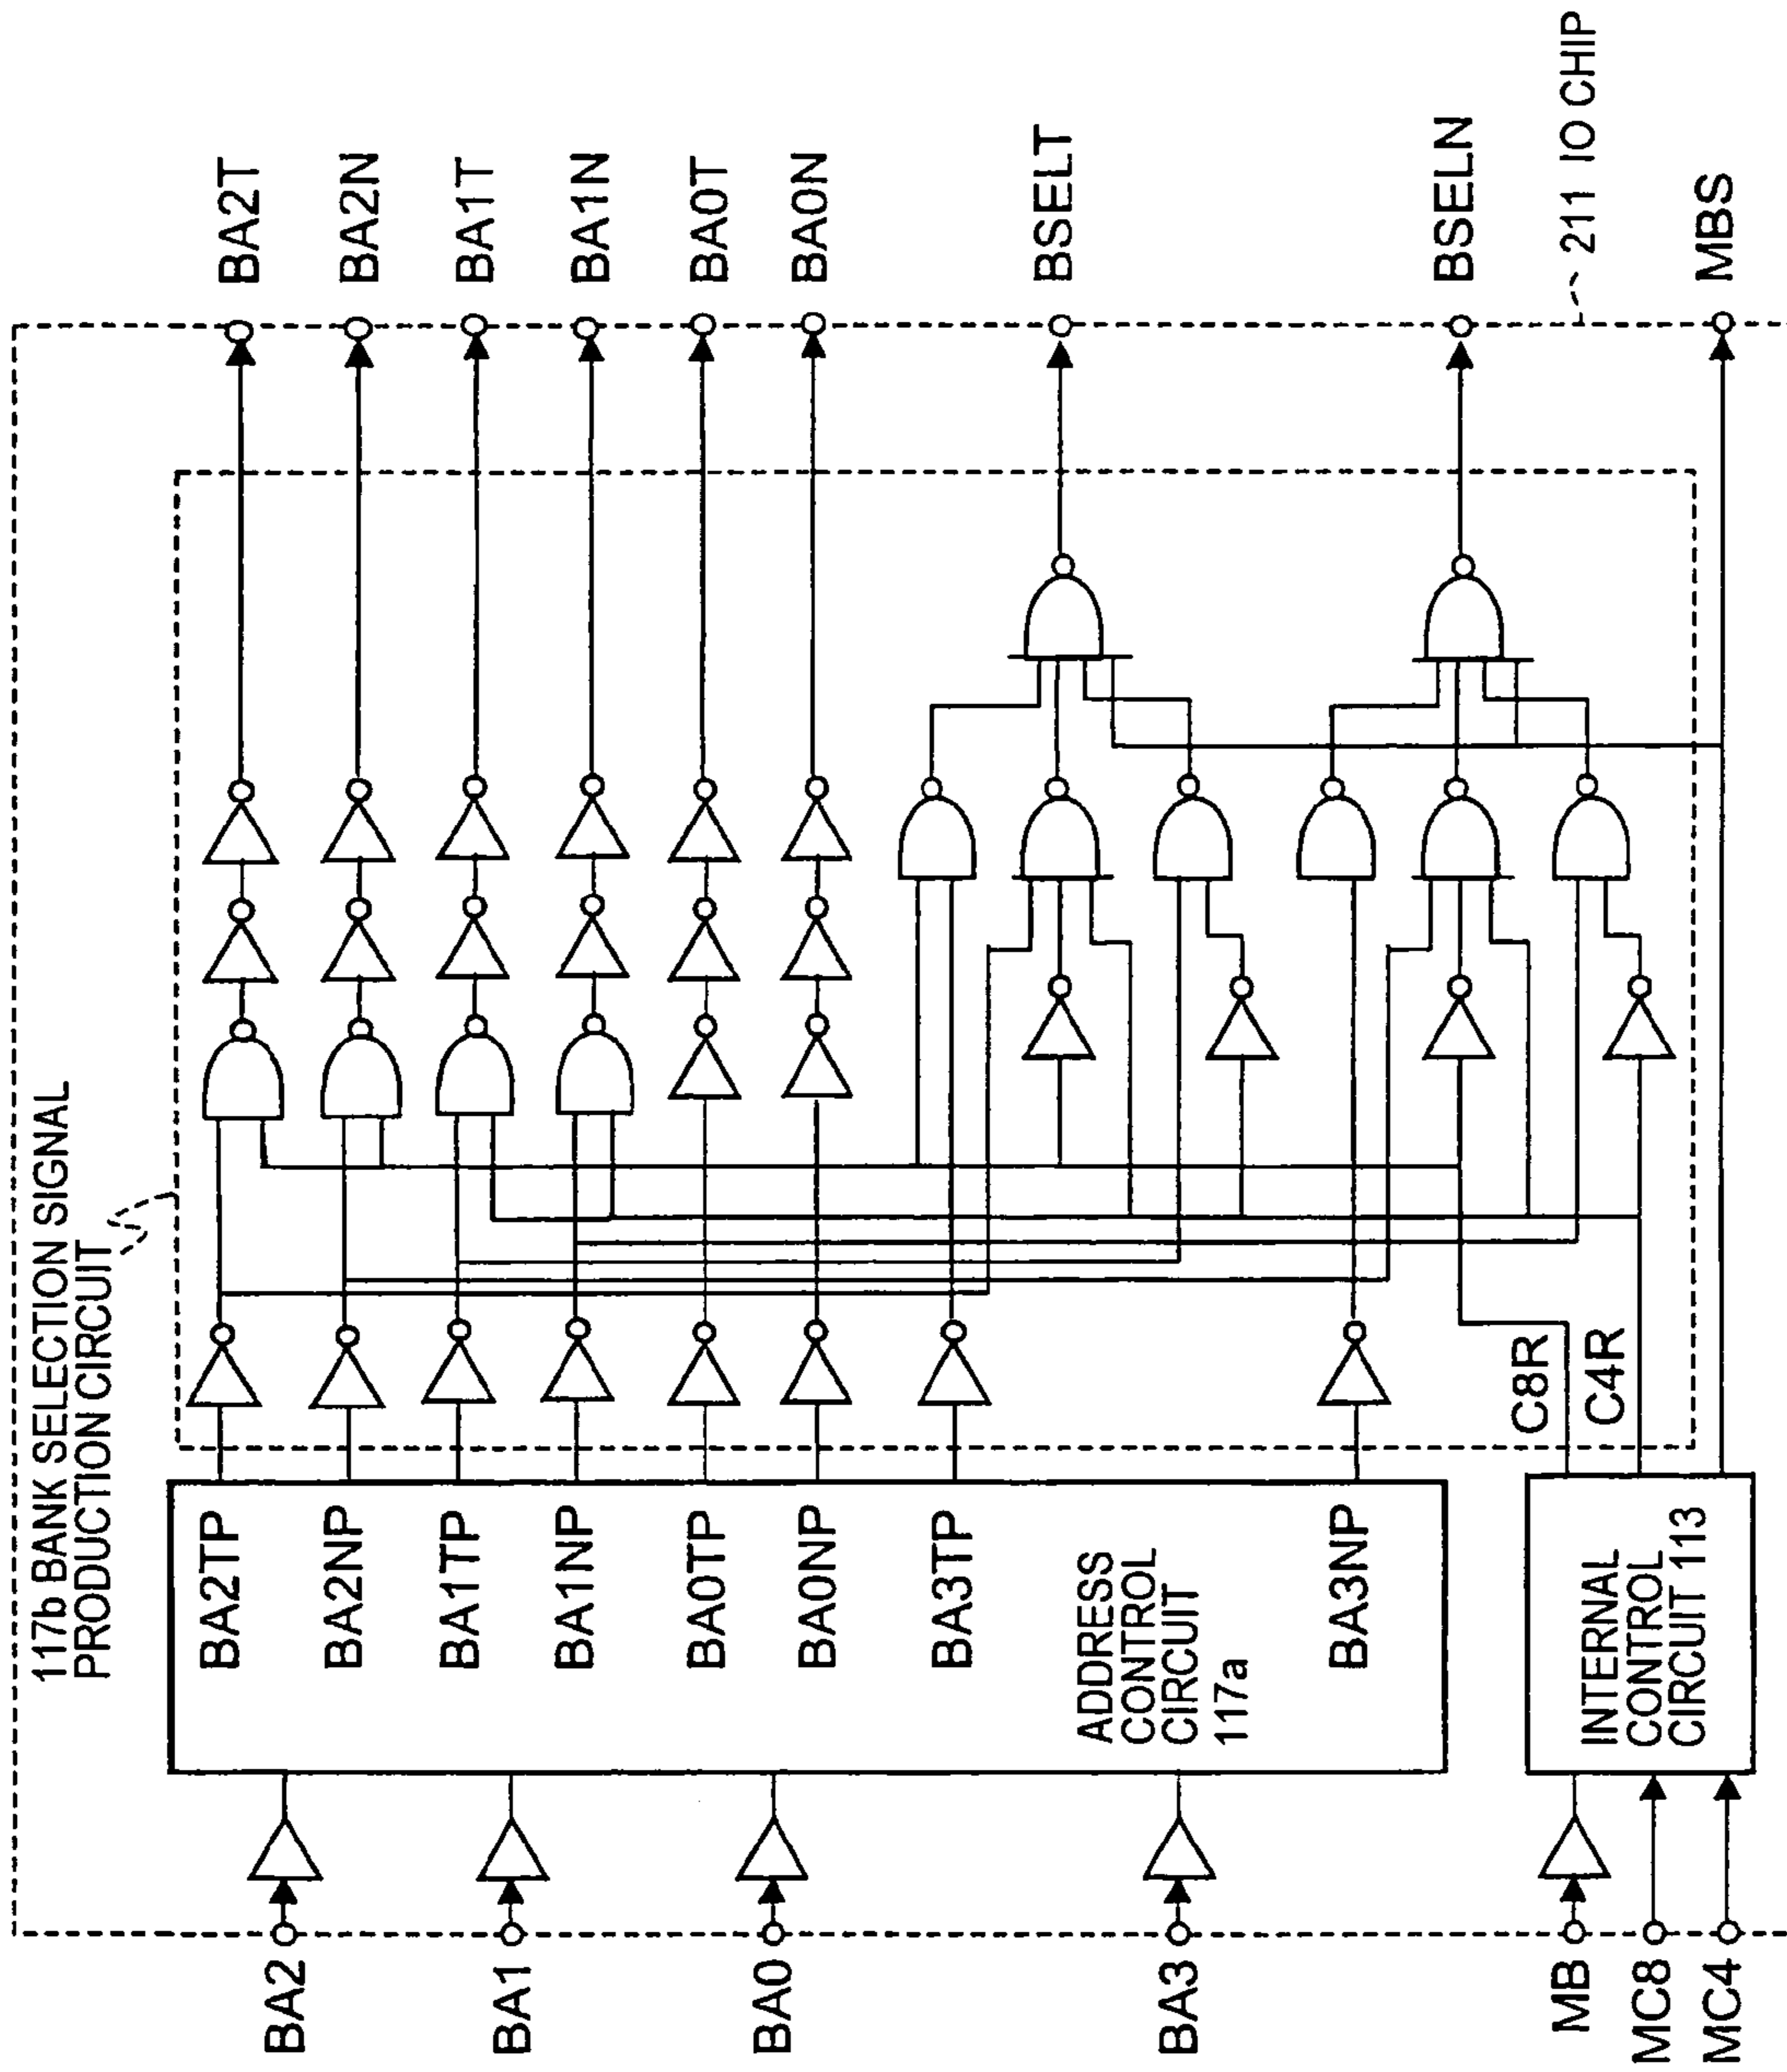 117b BANK SELECTION SIGNAL
PRODUCTION CIRCUIT
BA2
BA1
BA0
BA3
MB
MC8
MC4
BA2TP
BA2NP
BA1TP
BA1NP
BA0TP
BA0NP
BA3TP
BA3NP
ADDRESS
CONTROL
CIRCUIT
117a
INTERNAL
CONTROL
CIRCUIT 113
C8R
C4R
BA2T
BA2N
BA1T
BA1N
BA0T
BA0N
BSELT
BSELN
211 IO CHIP
MBS